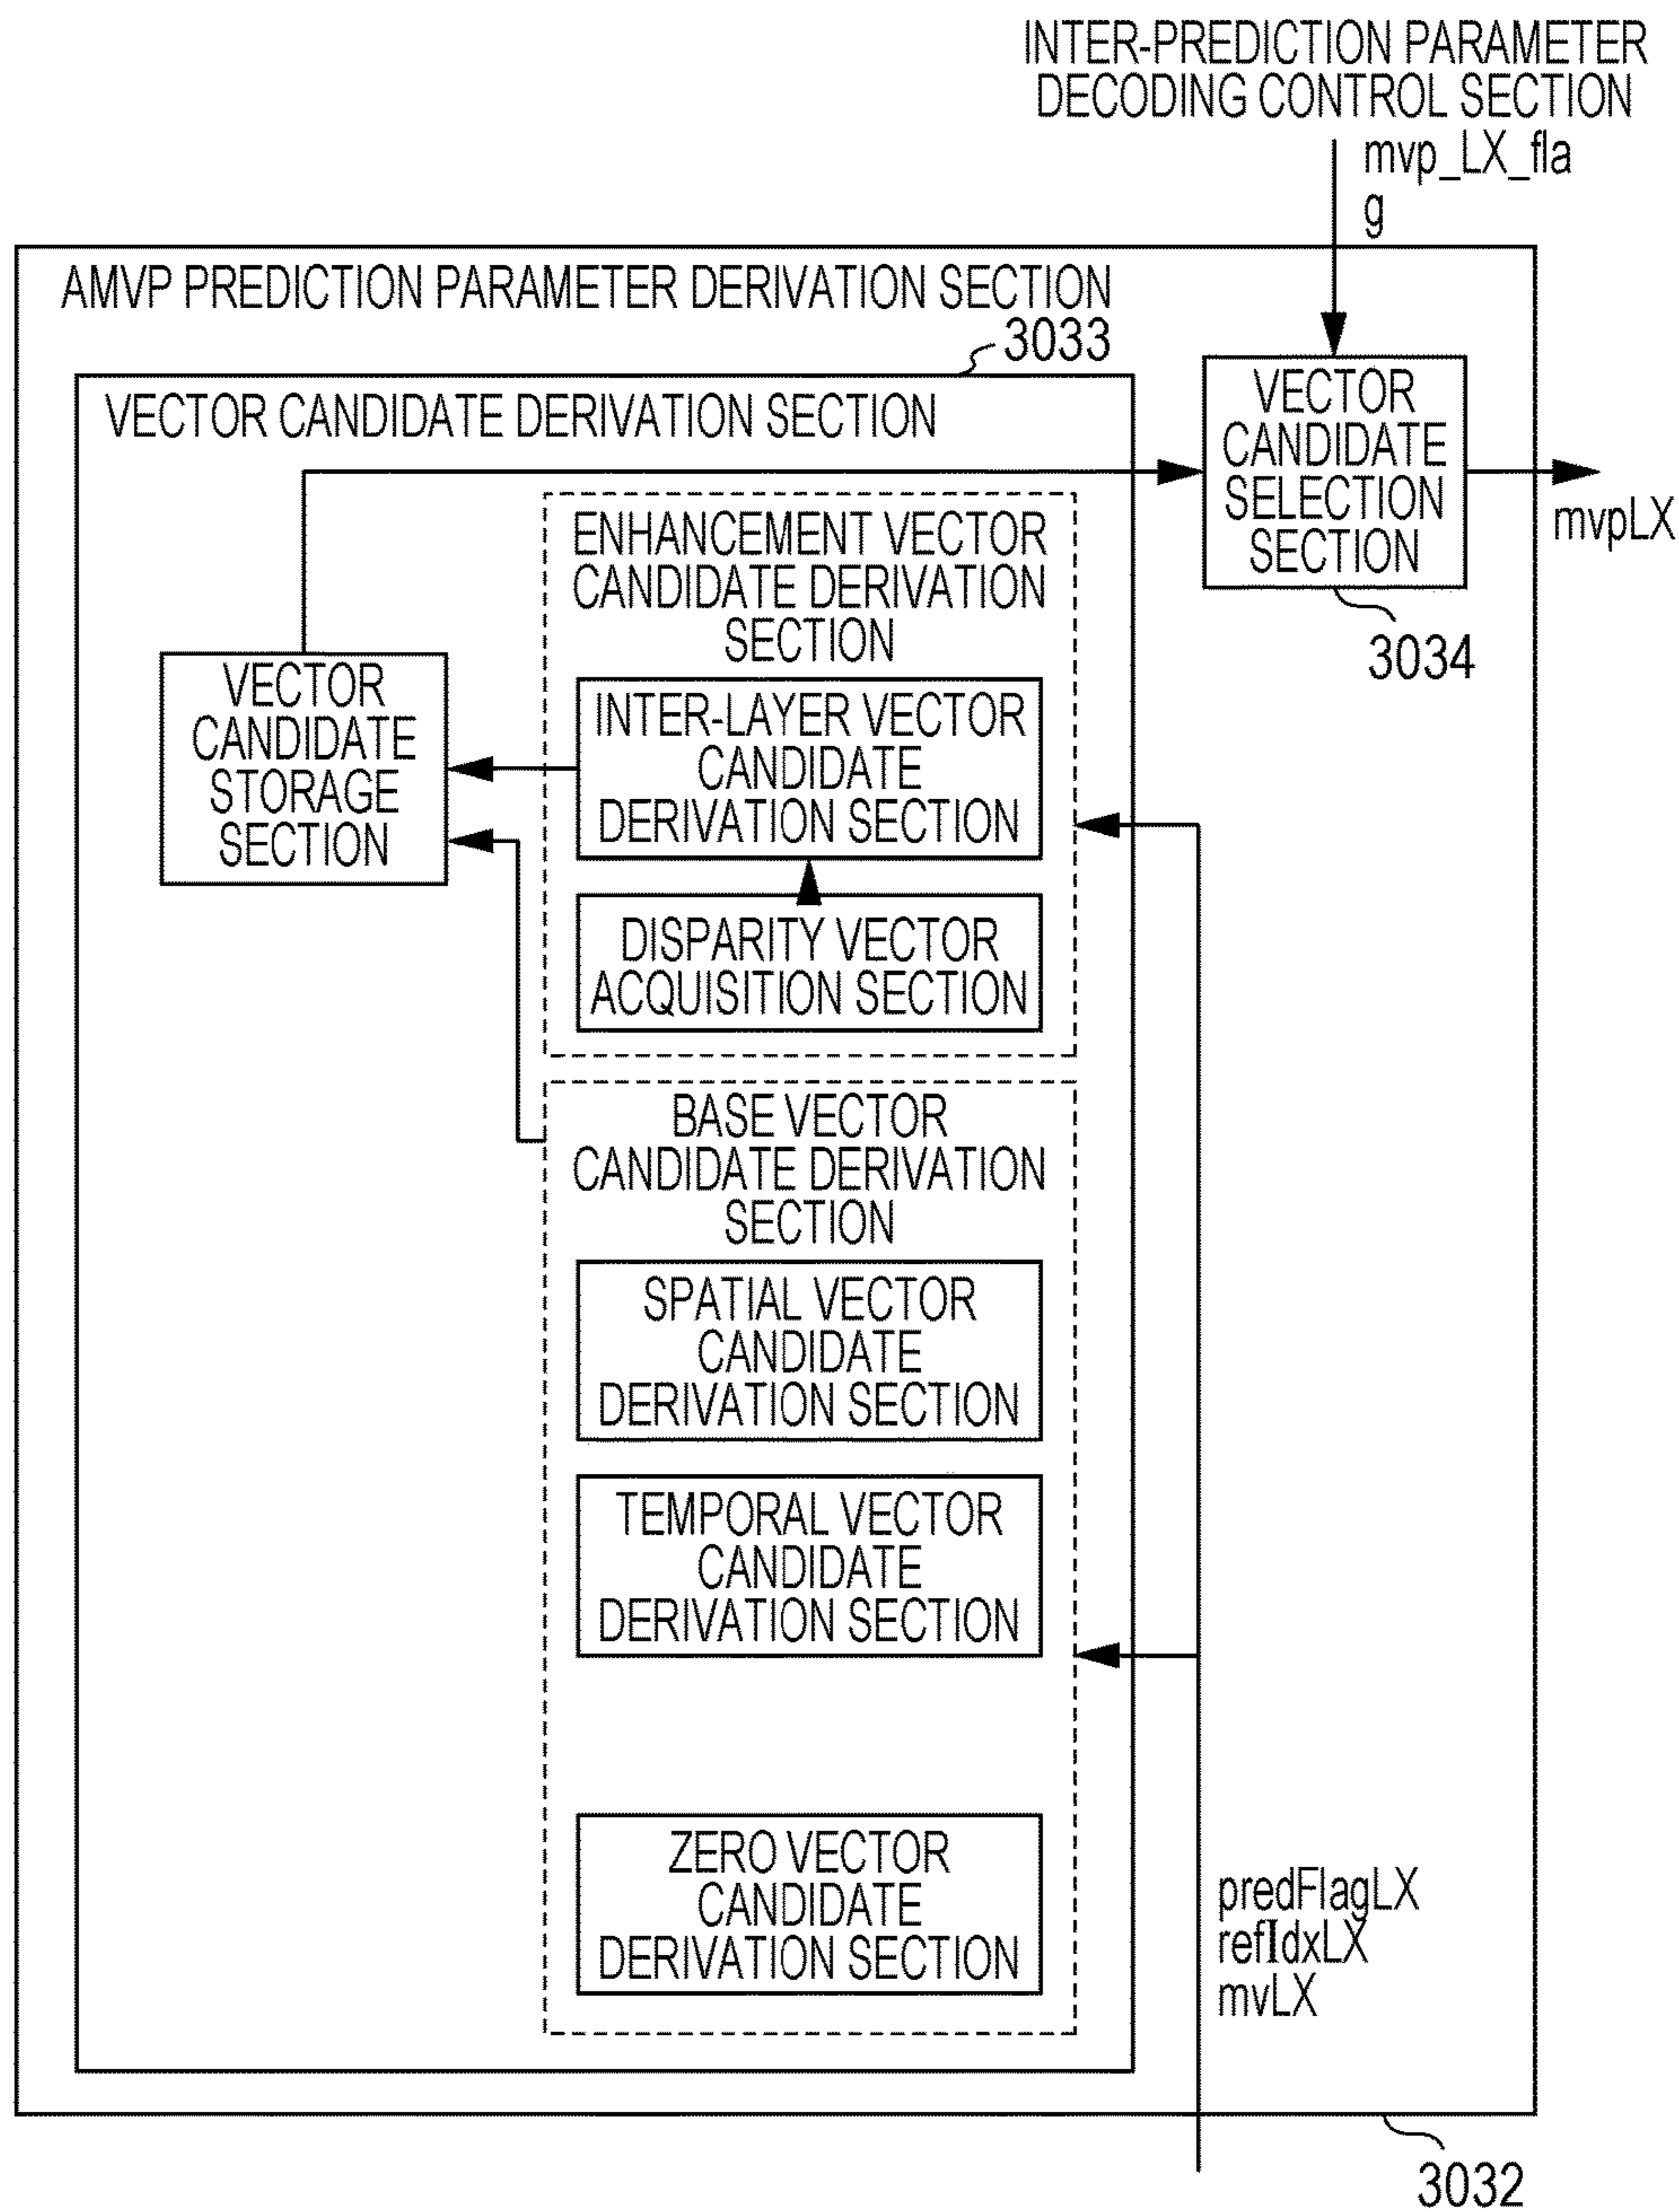 INTER-PREDICTION PARAMETER
DECODING CONTROL SECTION
mvp_LX_fla
g
AMVP PREDICTION PARAMETER DERIVATION SECTION
3033
VECTOR CANDIDATE DERIVATION SECTION
VECTOR
CANDIDATE
SELECTION
SECTION
mvpLX
3034
ENHANCEMENT VECTOR
CANDIDATE DERIVATION
SECTION
VECTOR
CANDIDATE
STORAGE
SECTION
INTER-LAYER VECTOR
CANDIDATE
DERIVATION SECTION
DISPARITY VECTOR
ACQUISITION SECTION
BASE VECTOR
CANDIDATE DERIVATION
SECTION
SPATIAL VECTOR
CANDIDATE
DERIVATION SECTION
TEMPORAL VECTOR
CANDIDATE
DERIVATION SECTION
ZERO VECTOR
CANDIDATE
DERIVATION SECTION
predFlagLX
refIdxLX
mvLX
3032